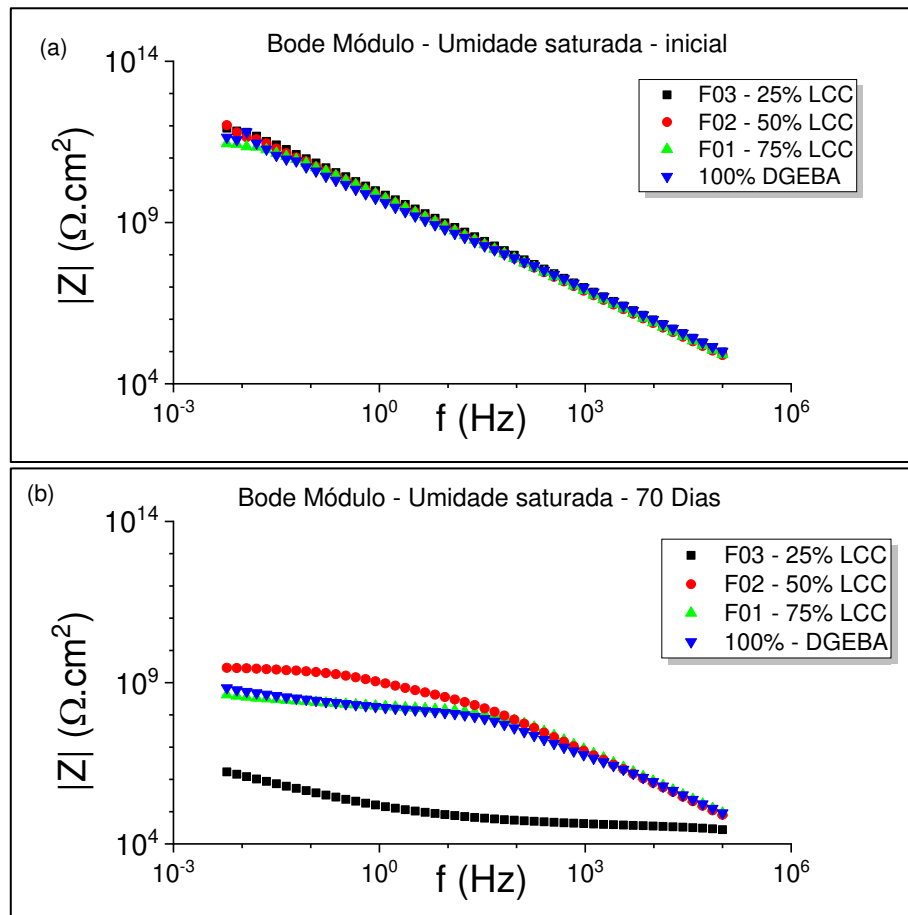 (a)
Bode Módulo - Umidade saturada - inicial
10^14
10^9
10^4
|Z| (Ω.cm^2)
F03 - 25% LCC
F02 - 50% LCC
F01 - 75% LCC
100% DGEBA
10^-3
10^0
10^3
10^6
f (Hz)
(b)
Bode Módulo - Umidade saturada - 70 Dias
10^14
10^9
10^4
|Z| (Ω.cm^2)
F03 - 25% LCC
F02 - 50% LCC
F01 - 75% LCC
100% - DGEBA
10^-3
10^0
10^3
10^6
f (Hz)